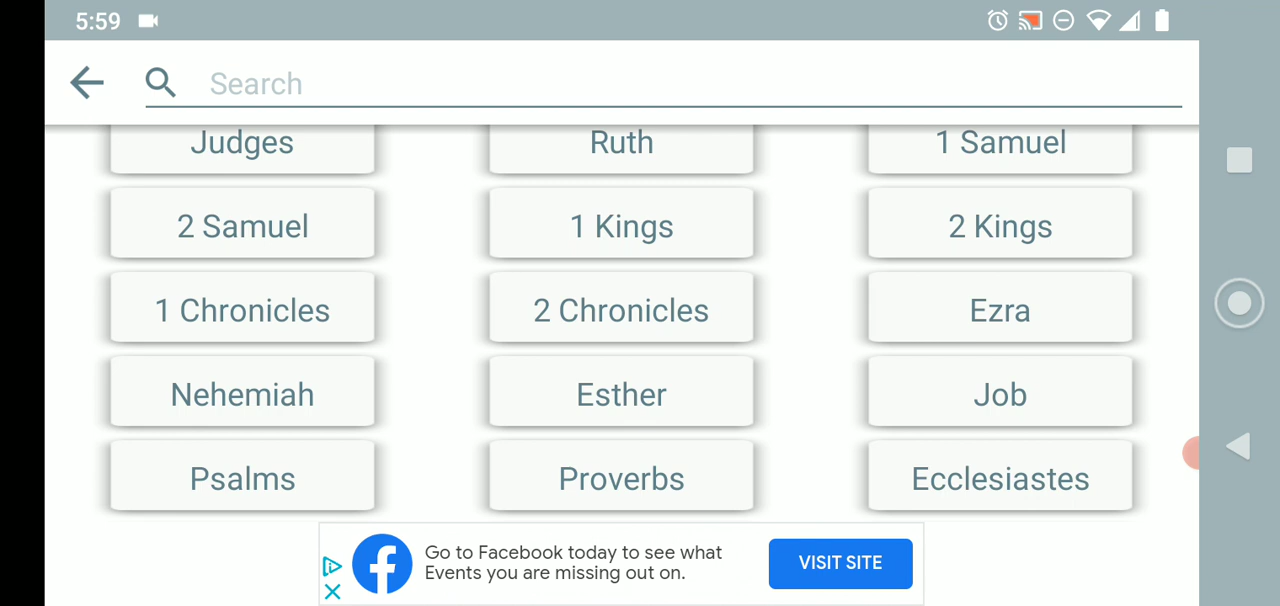 5:59
Search
Judges Ruth 1 Samuel
2 Samuel 1 Kings 2 Kings
1 Chronicles 2 Chronicles Ezra
Nehemiah Esther Job
Psalms Proverbs Ecclesiastes
Go to Facebook today to see what
Events you are missing out on.
VISIT SITE